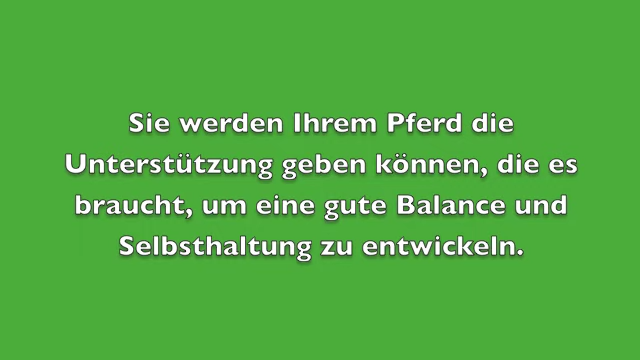 Sie werden Ihrem Pferd die
Unterstützung geben können, die es
braucht, um eine gute Balance und
Selbsthaltung zu entwickeln.